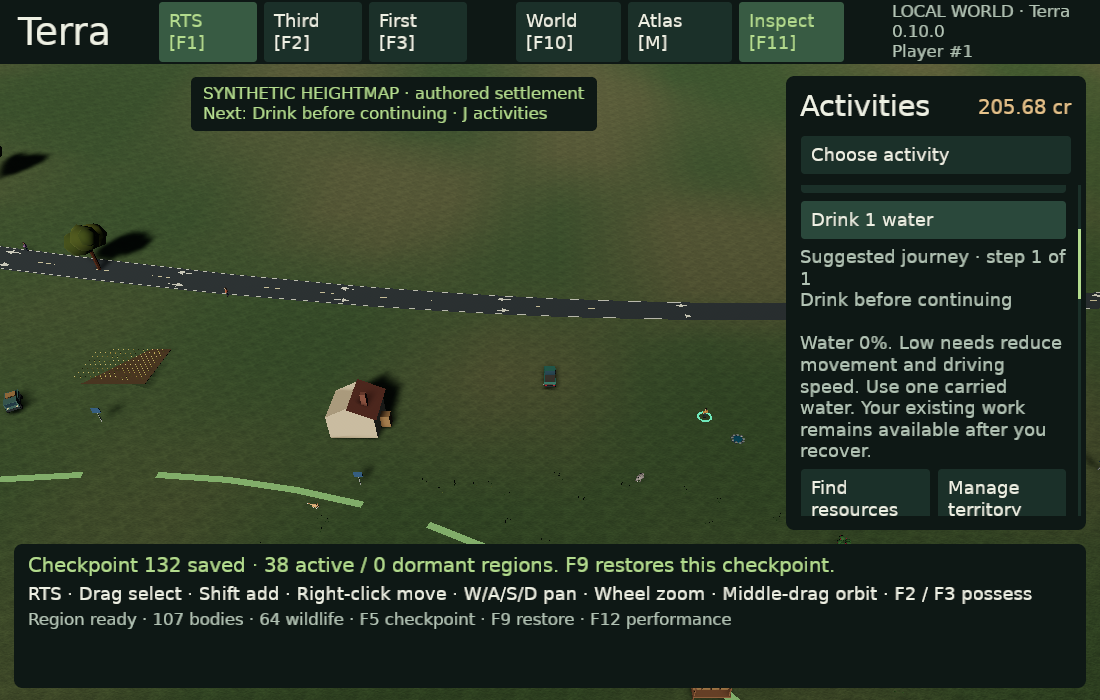 Terra
RTS
[F1]
Third
[F2]
First
[F3]
World
[F10]
Atlas
[M]
Inspect
[F11]
LOCAL WORLD · Terra
0.10.0
Player #1
SYNTHETIC HEIGHTMAP · authored settlement
Next: Drink before continuing · J activities
Activities
205.68 cr
Choose activity
Drink 1 water
Suggested journey · step 1 of
1
Drink before continuing
Water 0%. Low needs reduce
movement and driving
speed. Use one carried
water. Your existing work
remains available after you
recover.
Find
resources
Manage
territory
Checkpoint 132 saved · 38 active / 0 dormant regions. F9 restores this checkpoint.
RTS · Drag select · Shift add · Right-click move · W/A/S/D pan · Wheel zoom · Middle-drag orbit · F2 / F3 possess
Region ready · 107 bodies · 64 wildlife · F5 checkpoint · F9 restore · F12 performance